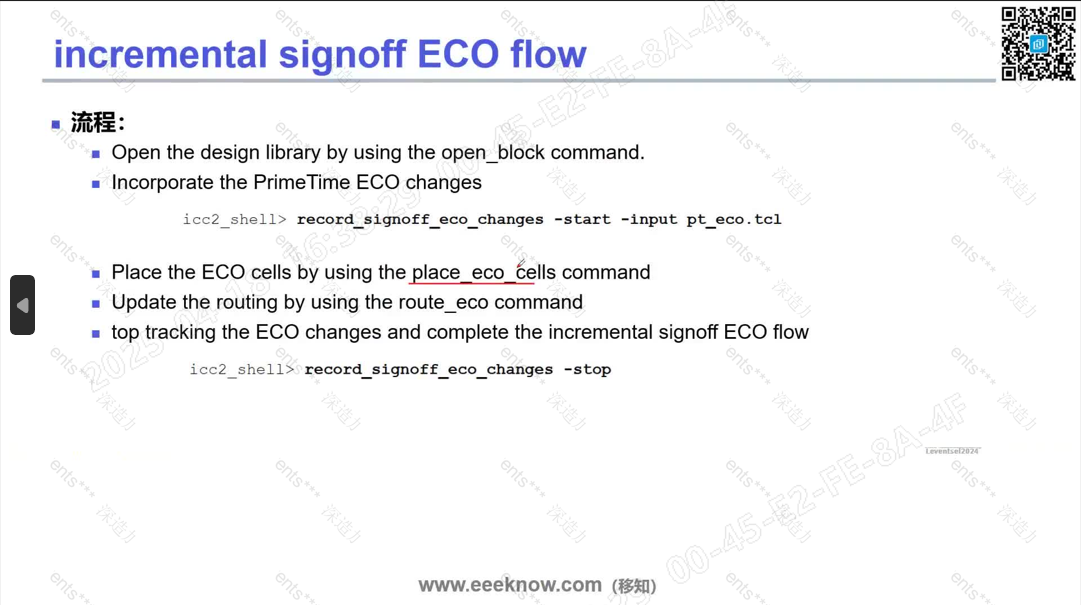 incremental signoff ECO flow
流程：
Open the design library by using the open_block command.
Incorporate the PrimeTime ECO changes
icc2_shell> record_signoff_eco_changes -start -input pt_eco.tcl
Place the ECO cells by using the place_eco_cells command
Update the routing by using the route_eco command
top tracking the ECO changes and complete the incremental signoff ECO flow
icc2_shell> record_signoff_eco_changes -stop
Leventsel2024
www.eeeknow.com（移知）